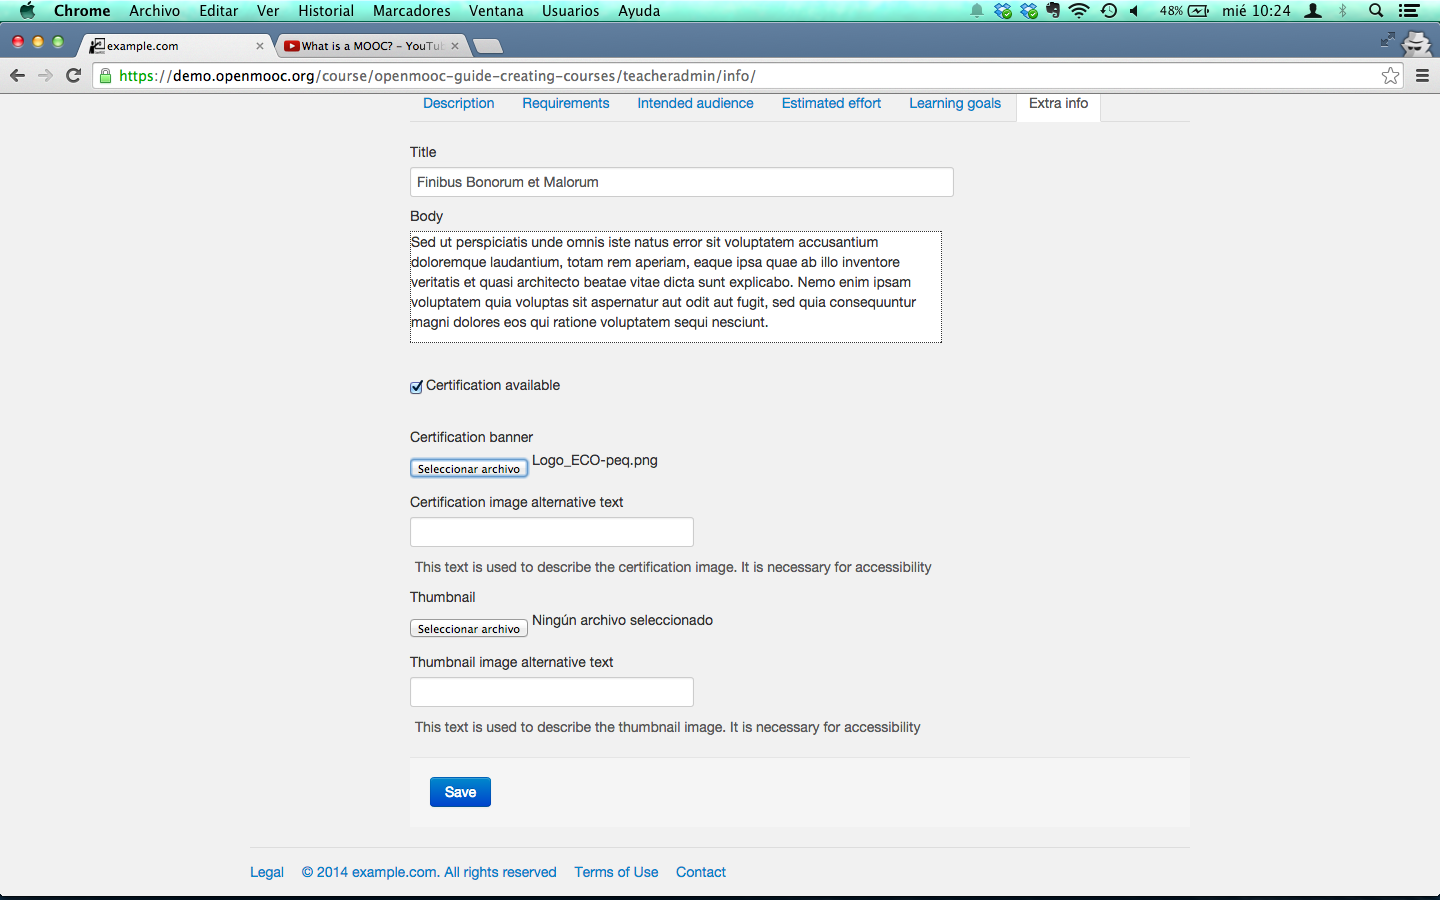 Chrome Archivo Editar Ver Historial Marcadores Ventana Usuarios Ayuda 48% mié 10:24
example.com What is a MOOC? – YouTu
https://demo.openmooc.org/course/openmooc-guide-creating-courses/teacheradmin/info/
Description Requirements Intended audience Estimated effort Learning goals Extra info
Title
Finibus Bonorum et Malorum
Body
Sed ut perspiciatis unde omnis iste natus error sit voluptatem accusantium
doloremque laudantium, totam rem aperiam, eaque ipsa quae ab illo inventore
veritatis et quasi architecto beatae vitae dicta sunt explicabo. Nemo enim ipsam
voluptatem quia voluptas sit aspernatur aut odit aut fugit, sed quia consequuntur
magni dolores eos qui ratione voluptatem sequi nesciunt.
Certification available
Certification banner
Seleccionar archivo Logo_ECO-peq.png
Certification image alternative text
This text is used to describe the certification image. It is necessary for accessibility
Thumbnail
Seleccionar archivo Ningún archivo seleccionado
Thumbnail image alternative text
This text is used to describe the thumbnail image. It is necessary for accessibility
Save
Legal © 2014 example.com. All rights reserved Terms of Use Contact